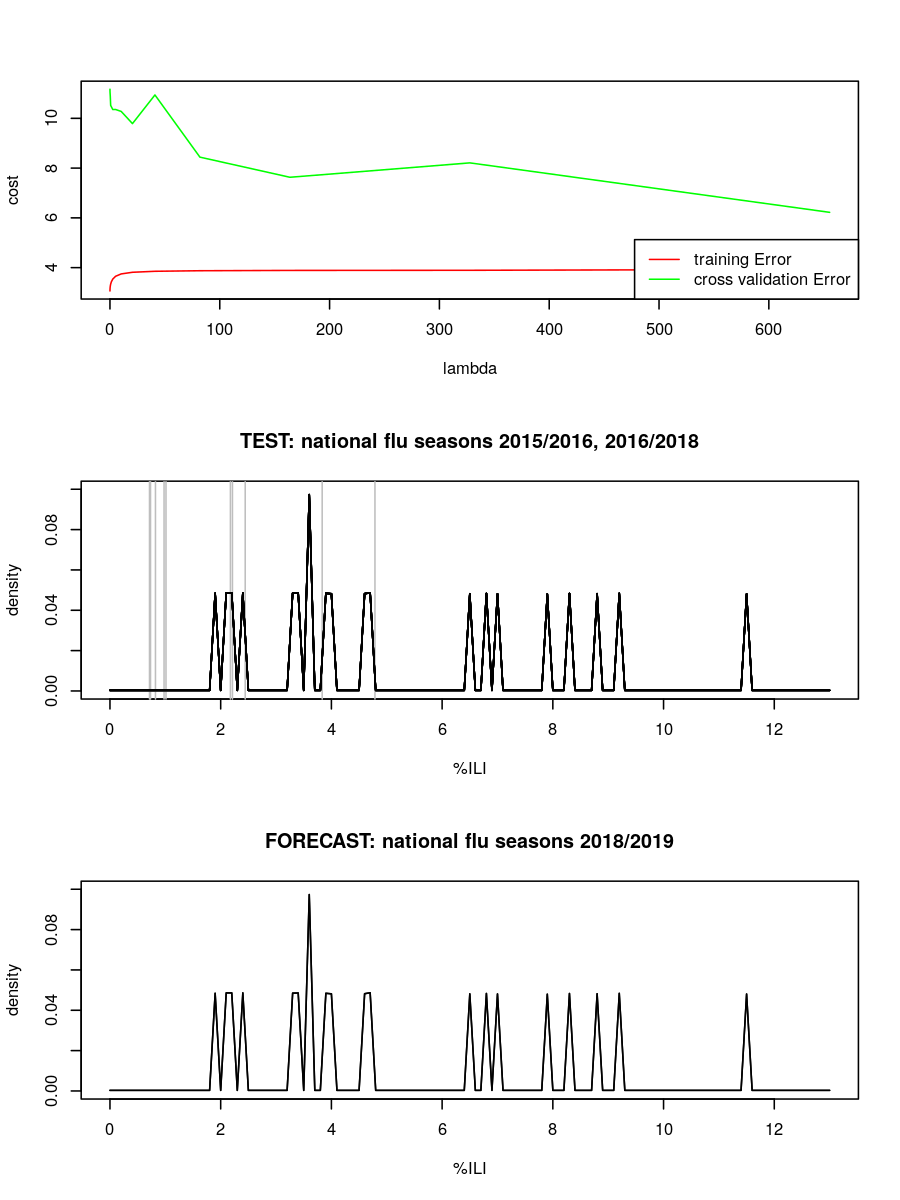 10
8
6
4
cost
training Error
cross validation Error
0 100 200 300 400 500 600
lambda
TEST: national flu seasons 2015/2016, 2016/2018
0.08
0.04
0.00
density
0 2 4 6 8 10 12
%ILI
FORECAST: national flu seasons 2018/2019
0.08
0.04
0.00
density
0 2 4 6 8 10 12
%ILI